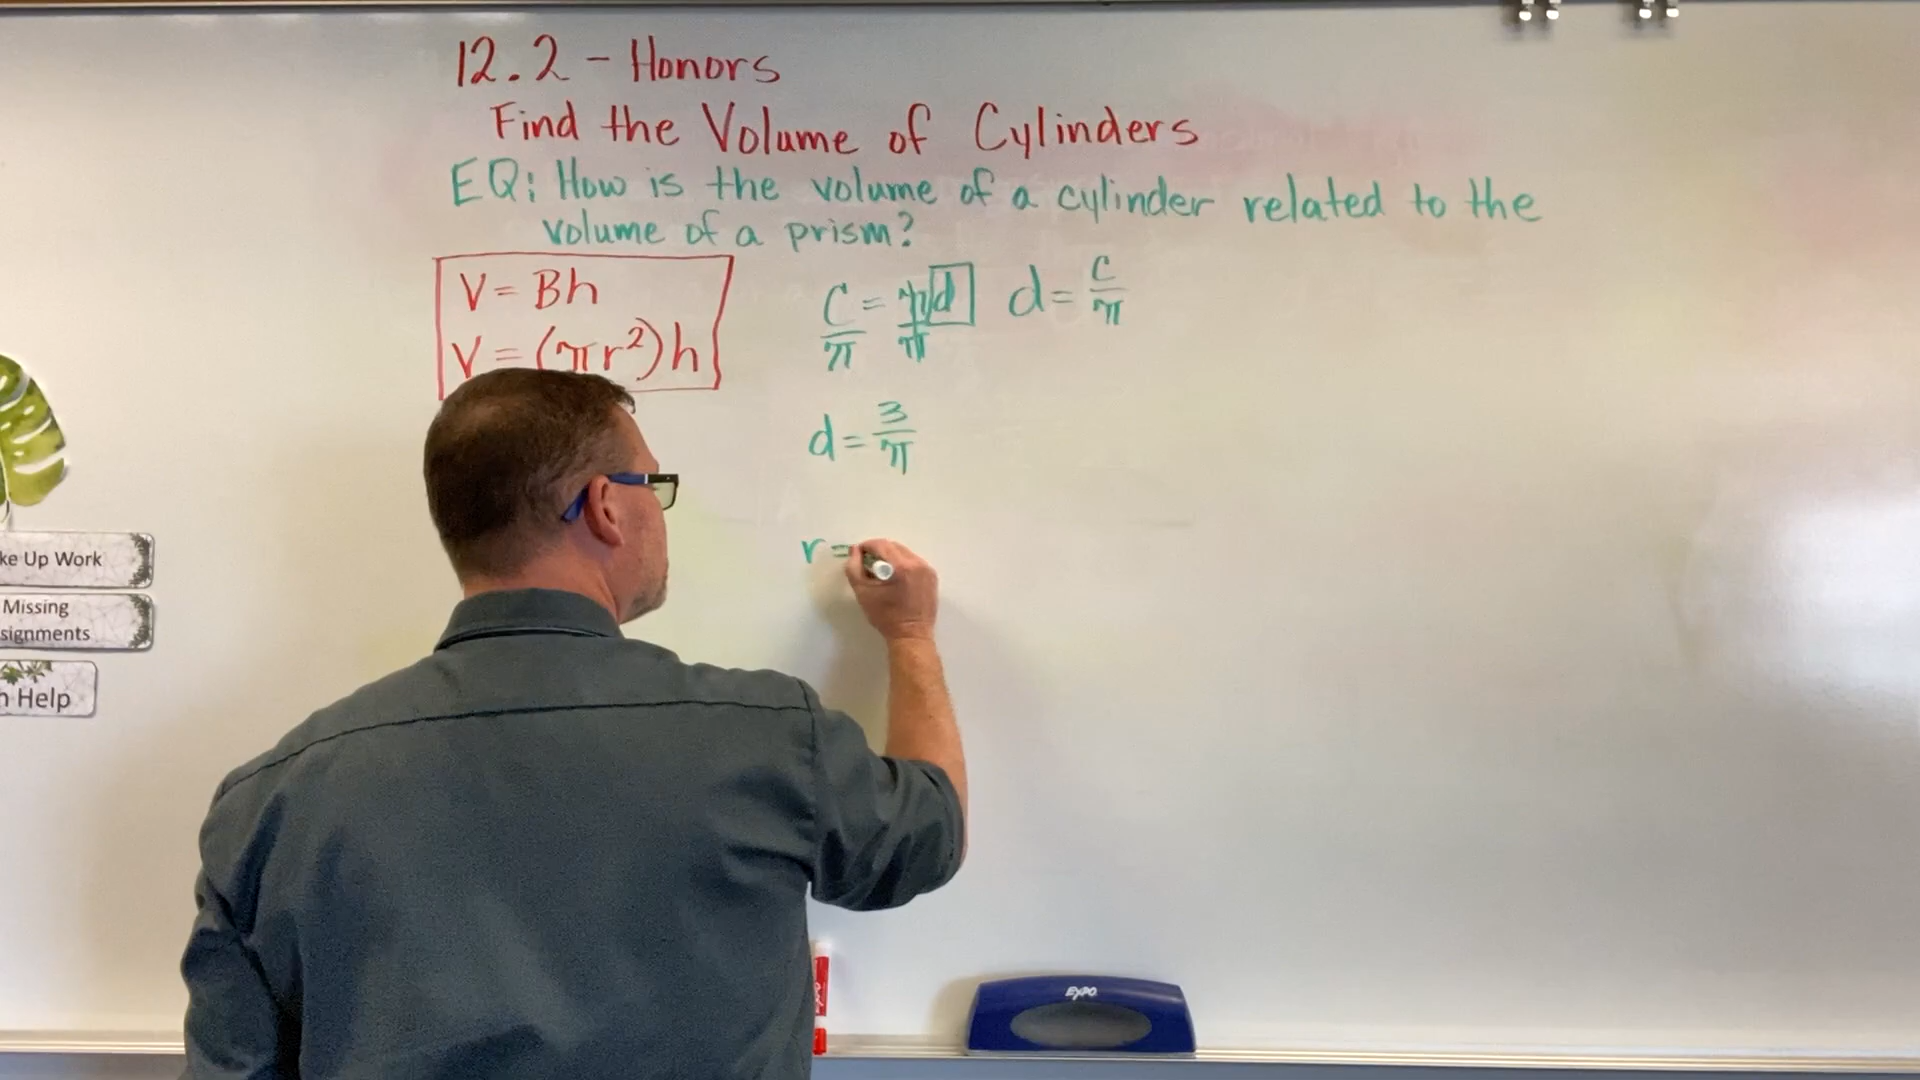 12.2 - Honors
Find the Volume of Cylinders
EQ: How is the volume of a cylinder related to the
volume of a prism?
V = Bh
V = (πr²)h
C = πd
π π
d = C/π
d = 3/π
r =
ke Up Work
Missing
signments
Help
EXPO